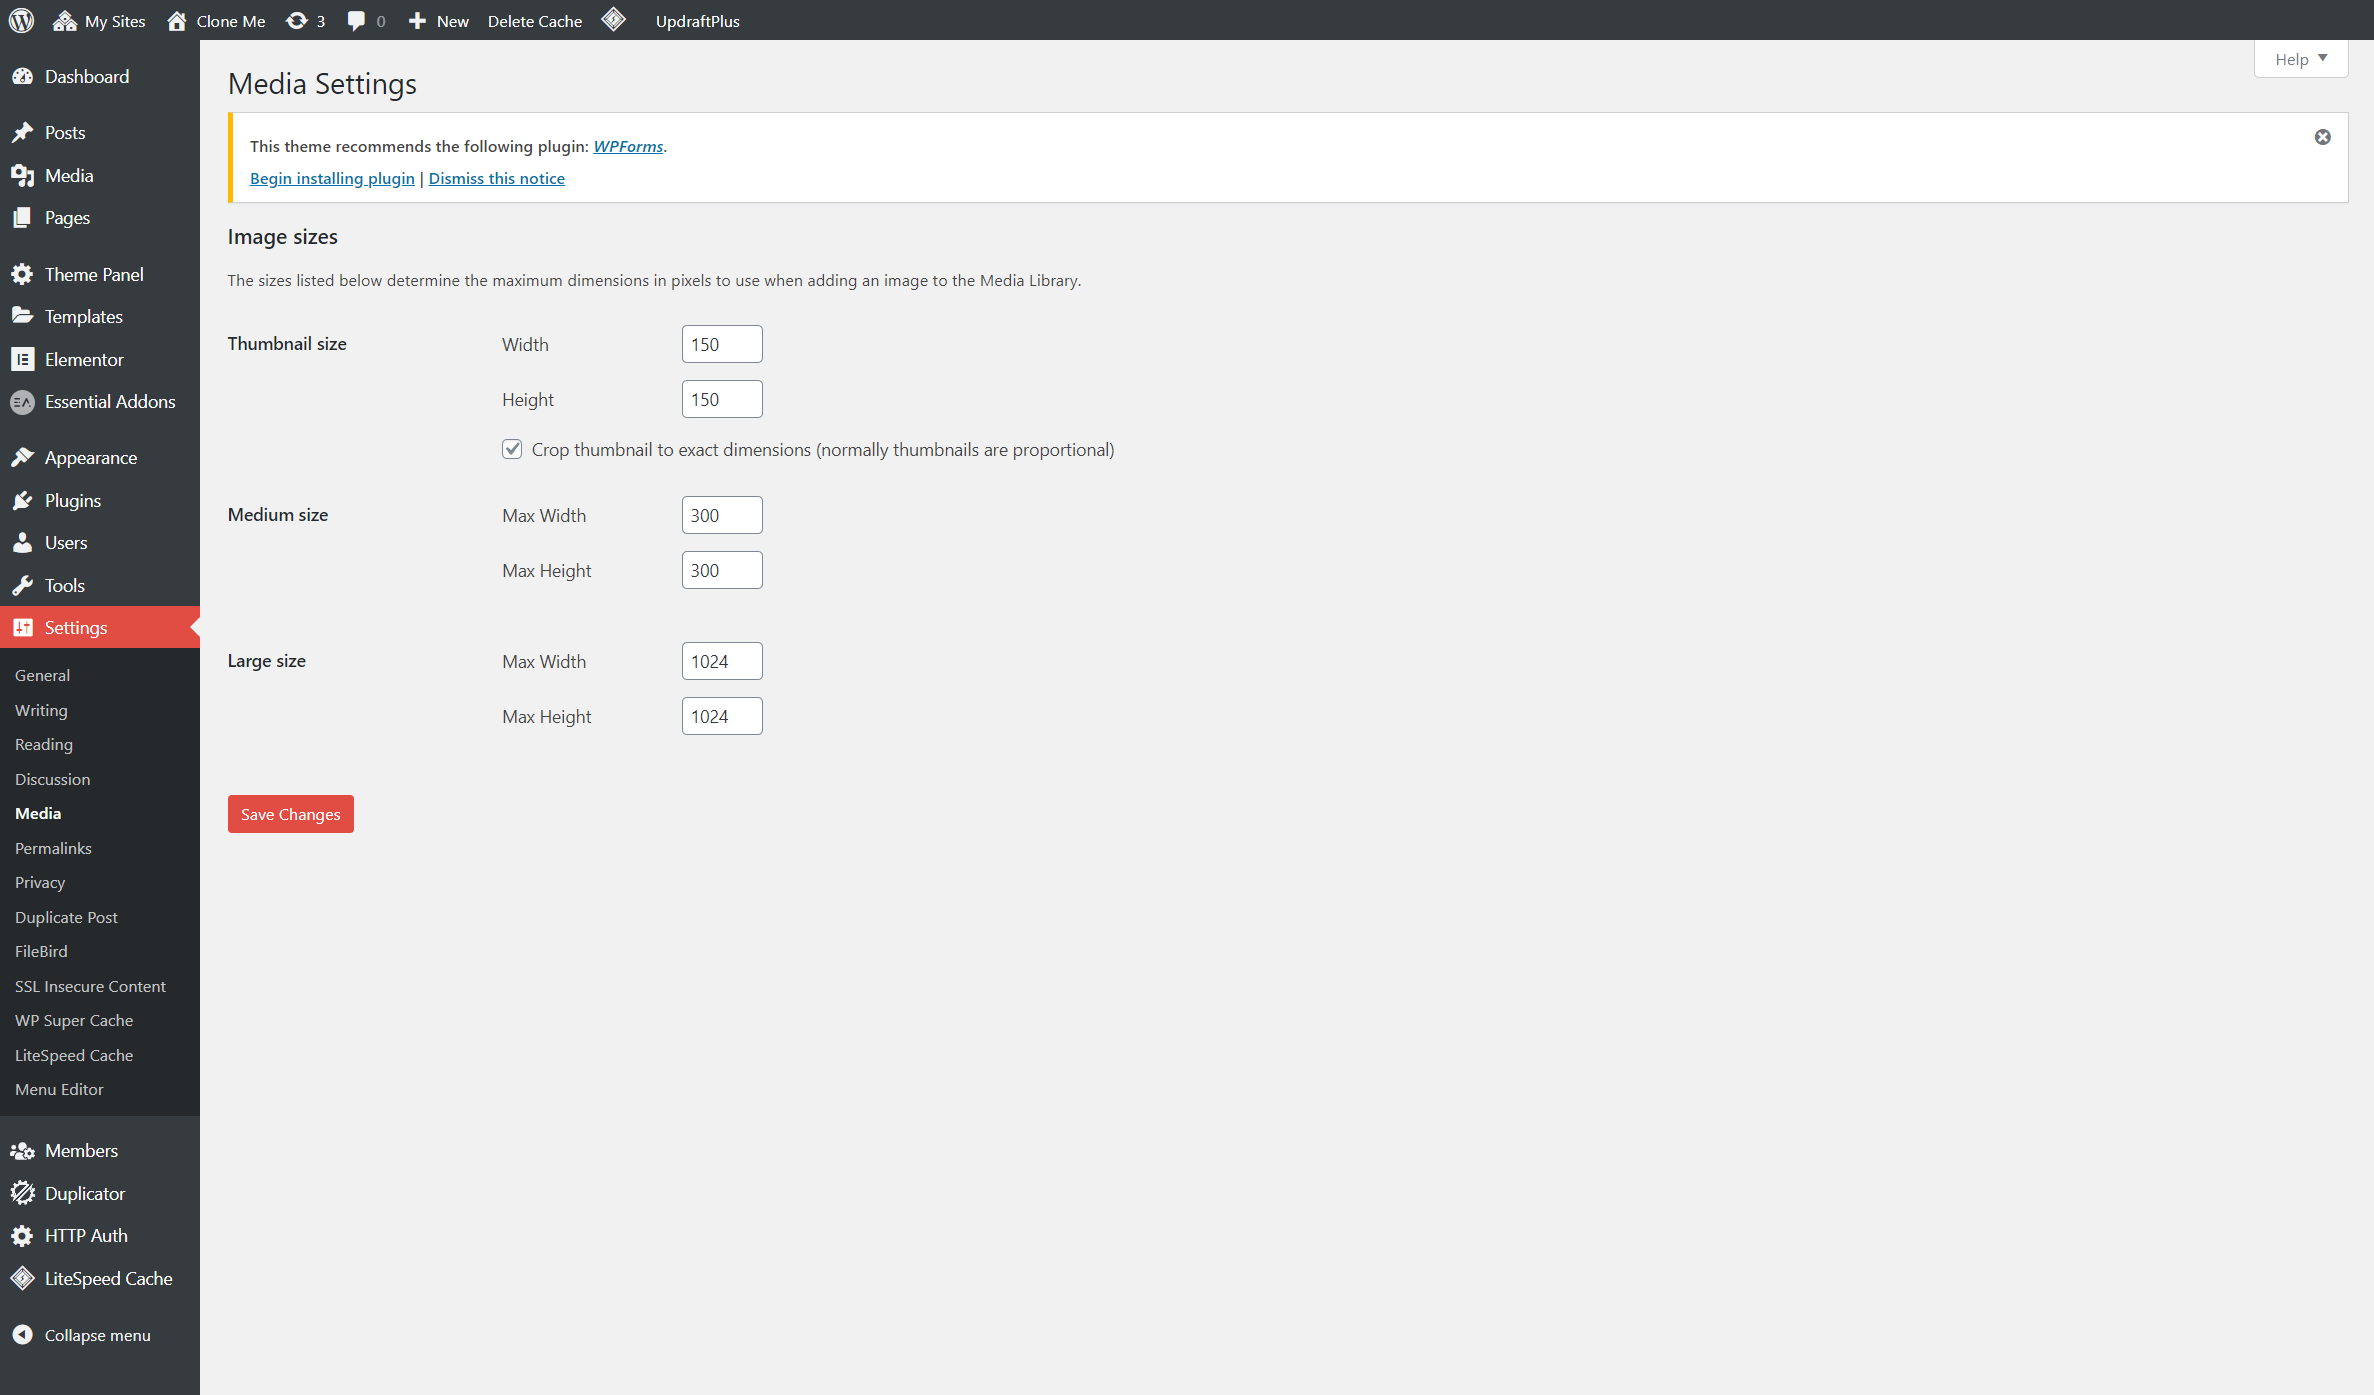 My Sites Clone Me 3 0 New Delete Cache UpdraftPlus
Help
Dashboard
Posts
Media
Pages
Theme Panel
Templates
Elementor
Essential Addons
Appearance
Plugins
Users
Tools
Settings
General
Writing
Reading
Discussion
Media
Permalinks
Privacy
Duplicate Post
FileBird
SSL Insecure Content
WP Super Cache
LiteSpeed Cache
Menu Editor
Members
Duplicator
HTTP Auth
LiteSpeed Cache
Collapse menu
Media Settings
This theme recommends the following plugin: WPForms.
Begin installing plugin | Dismiss this notice
Image sizes
The sizes listed below determine the maximum dimensions in pixels to use when adding an image to the Media Library.
Thumbnail size Width 150
Height 150
Crop thumbnail to exact dimensions (normally thumbnails are proportional)
Medium size Max Width 300
Max Height 300
Large size Max Width 1024
Max Height 1024
Save Changes